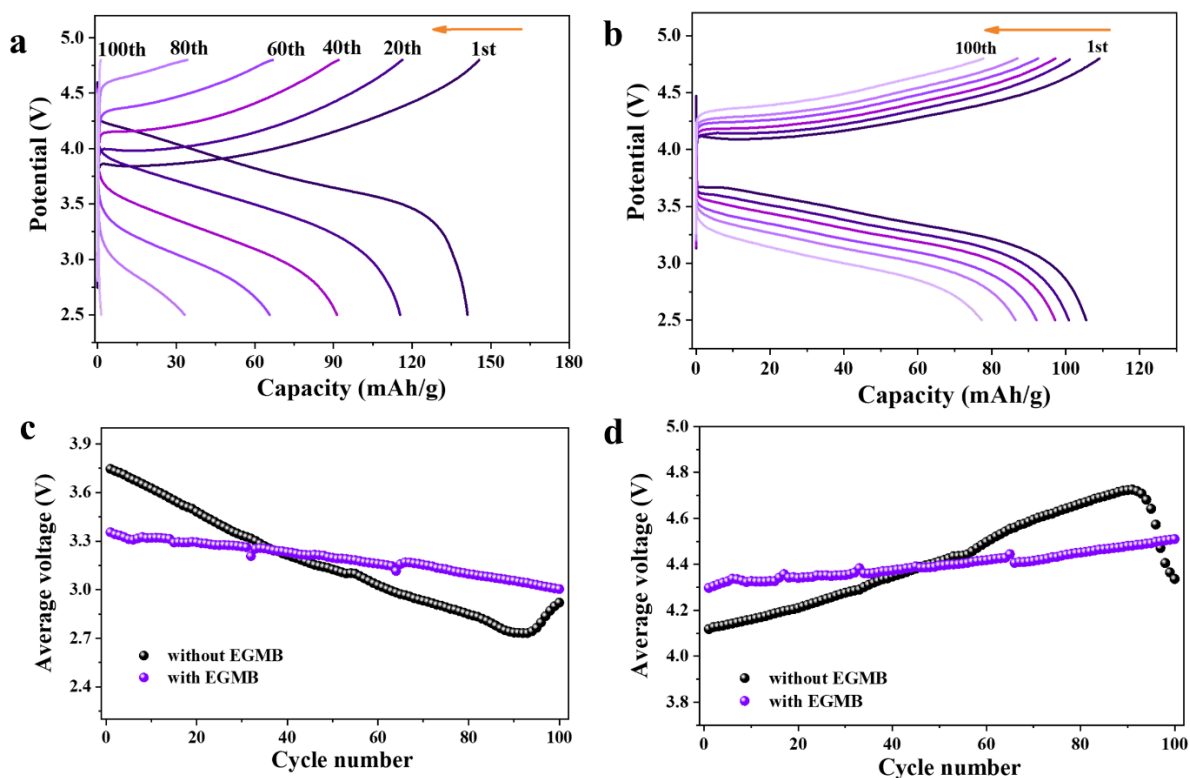 a
100th 80th 60th 40th 20th 1st
5.0
4.5
4.0
3.5
3.0
2.5
Potential (V)
0 30 60 90 120 150 180
Capacity (mAh/g)
b
100th 1st
5.0
4.5
4.0
3.5
3.0
2.5
Potential (V)
0 20 40 60 80 100 120
Capacity (mAh/g)
c
3.9
3.6
3.3
3.0
2.7
2.4
Average voltage (V)
without EGMB
with EGMB
0 20 40 60 80 100
Cycle number
d
5.0
4.8
4.6
4.4
4.2
4.0
3.8
Average voltage (V)
without EGMB
with EGMB
0 20 40 60 80 100
Cycle number